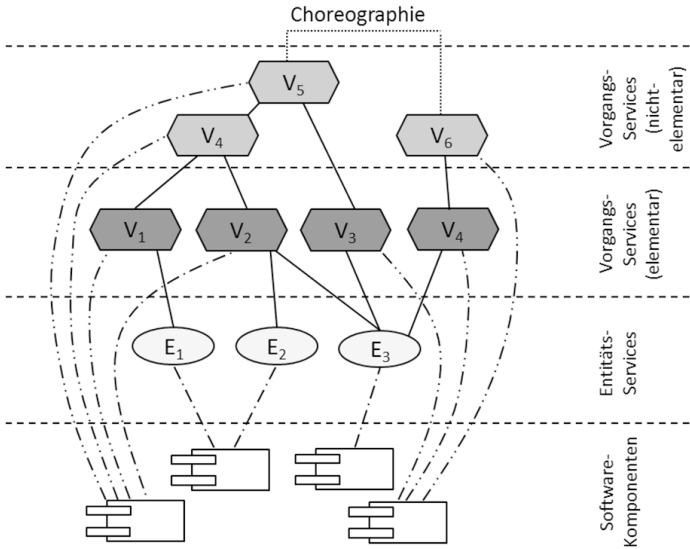 Choreographie
V5
V4
V6
Vorgangs-
Services
(nicht-
elementar)
V1
V2
V3
V4
Vorgangs-
Services
(elementar)
E1
E2
E3
Entitäts-
Services
Software-
Komponenten